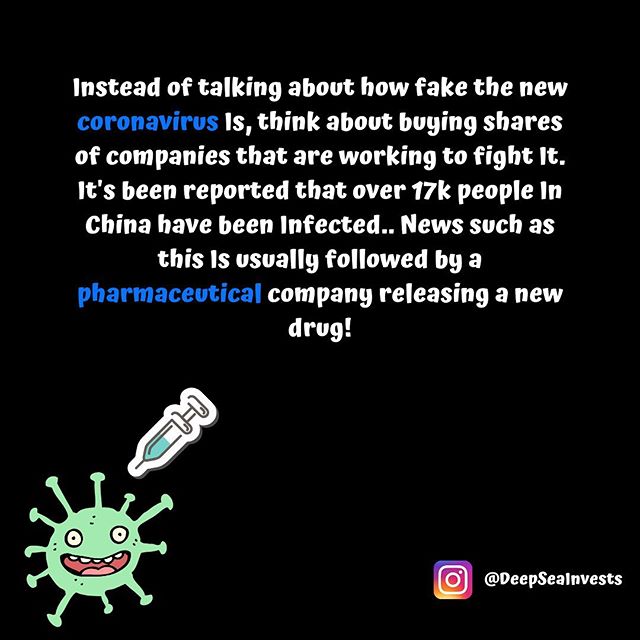 Instead of talking about how fake the new
coronavirus Is, think about buying shares
of companies that are working to fight It.
It's been reported that over 17k people In
China have been Infected.. News such as
this Is usually followed by a
pharmaceutical company releasing a new
drug!
@DeepSeaInvests